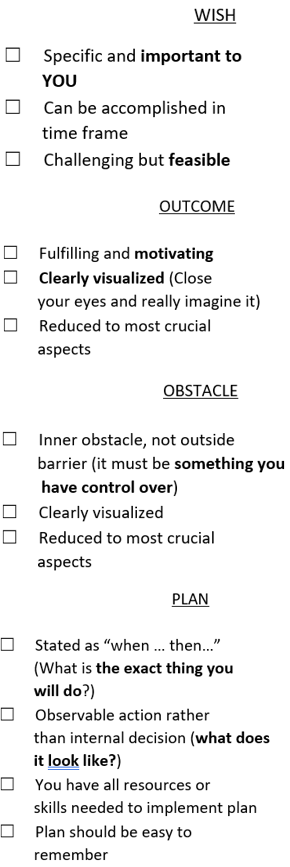 WISH
☐ Specific and important to
YOU
☐ Can be accomplished in
time frame
☐ Challenging but feasible
OUTCOME
☐ Fulfilling and motivating
☐ Clearly visualized (Close
your eyes and really imagine it)
☐ Reduced to most crucial
aspects
OBSTACLE
☐ Inner obstacle, not outside
barrier (it must be something you
have control over)
☐ Clearly visualized
☐ Reduced to most crucial
aspects
PLAN
☐ Stated as “when … then…”
(What is the exact thing you
will do?)
☐ Observable action rather
than internal decision (what does
it look like?)
☐ You have all resources or
skills needed to implement plan
☐ Plan should be easy to
remember